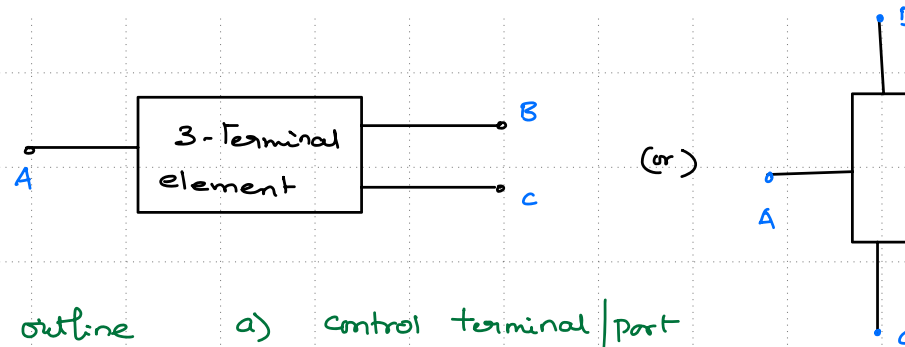 B
3-Terminal
(or)
A
element
C
A
outline a) control terminal/port